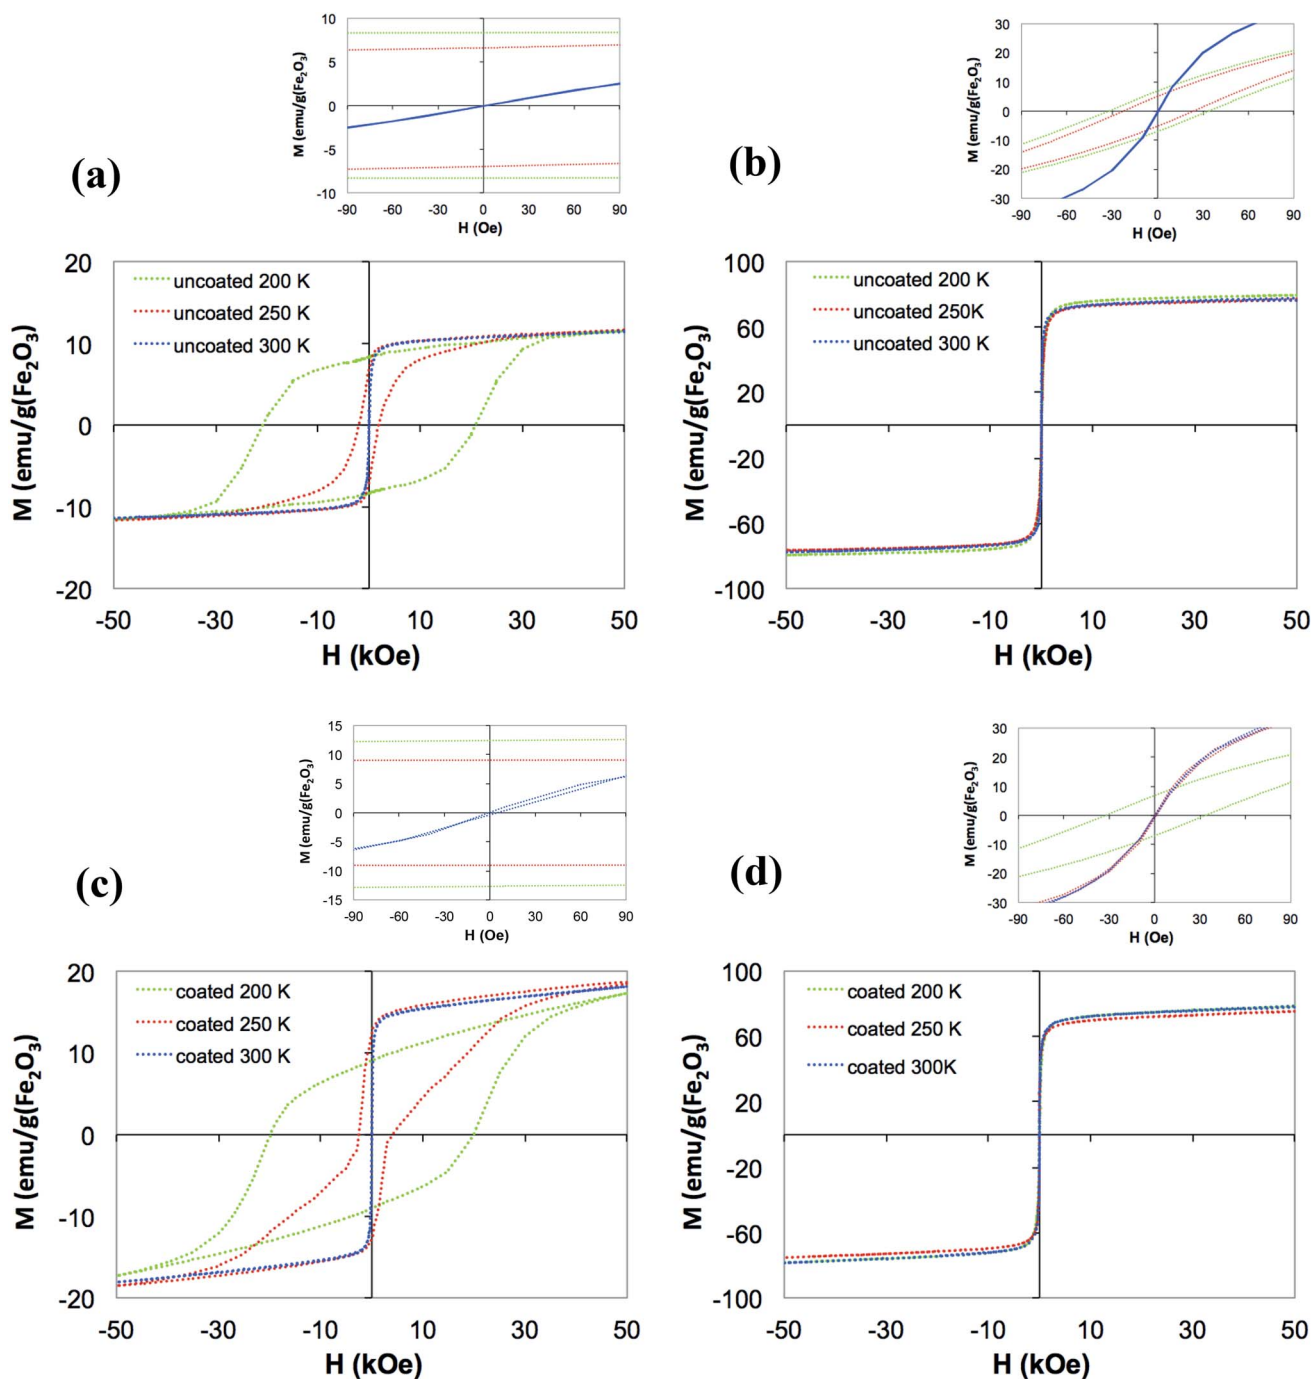 10
5
0
-5
-10
M (emu/g(Fe2O3)
-90 -60 -30 0 30 60 90
H (Oe)
30
20
10
0
-10
-20
-30
M (emu/g(Fe2O3)
-90 -60 -30 0 30 60 90
H (Oe)
(a)
(b)
20
10
0
-10
-20
M (emu/g(Fe2O3)
uncoated 200 K
uncoated 250 K
uncoated 300 K
-50 -30 -10 10 30 50
H (kOe)
100
60
20
-20
-60
-100
M (emu/g(Fe2O3)
uncoated 200 K
uncoated 250K
uncoated 300 K
-50 -30 -10 10 30 50
H (kOe)
15
10
5
0
-5
-10
-15
M (emu/g(Fe2O3)
-90 -60 -30 0 30 60 90
H (Oe)
30
20
10
0
-10
-20
-30
M (emu/g(Fe2O3)
-90 -60 -30 0 30 60 90
H (Oe)
(c)
(d)
20
10
0
-10
-20
M (emu/g(Fe2O3)
coated 200 K
coated 250 K
coated 300 K
-50 -30 -10 10 30 50
H (kOe)
100
60
20
-20
-60
-100
M (emu/g(Fe2O3)
coated 200 K
coated 250 K
coated 300K
-50 -30 -10 10 30 50
H (kOe)